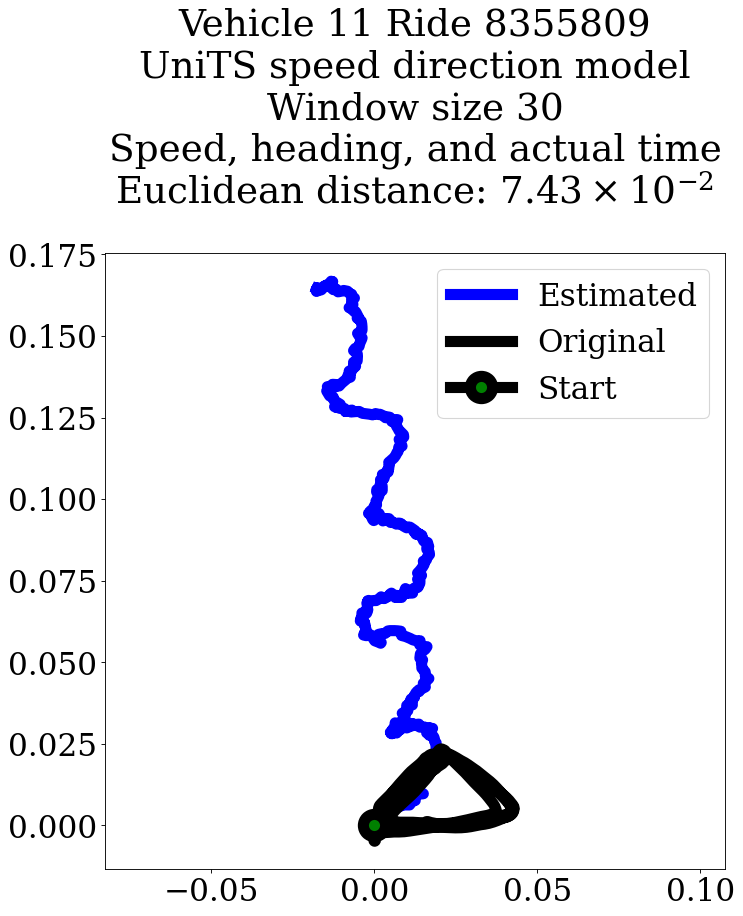 Vehicle 11 Ride 8355809
UniTS speed direction model
Window size 30
Speed, heading, and actual time
Euclidean distance: 7.43 × 10⁻²
0.175
0.150
0.125
0.100
0.075
0.050
0.025
0.000
Estimated
Original
Start
−0.05
0.00
0.05
0.10